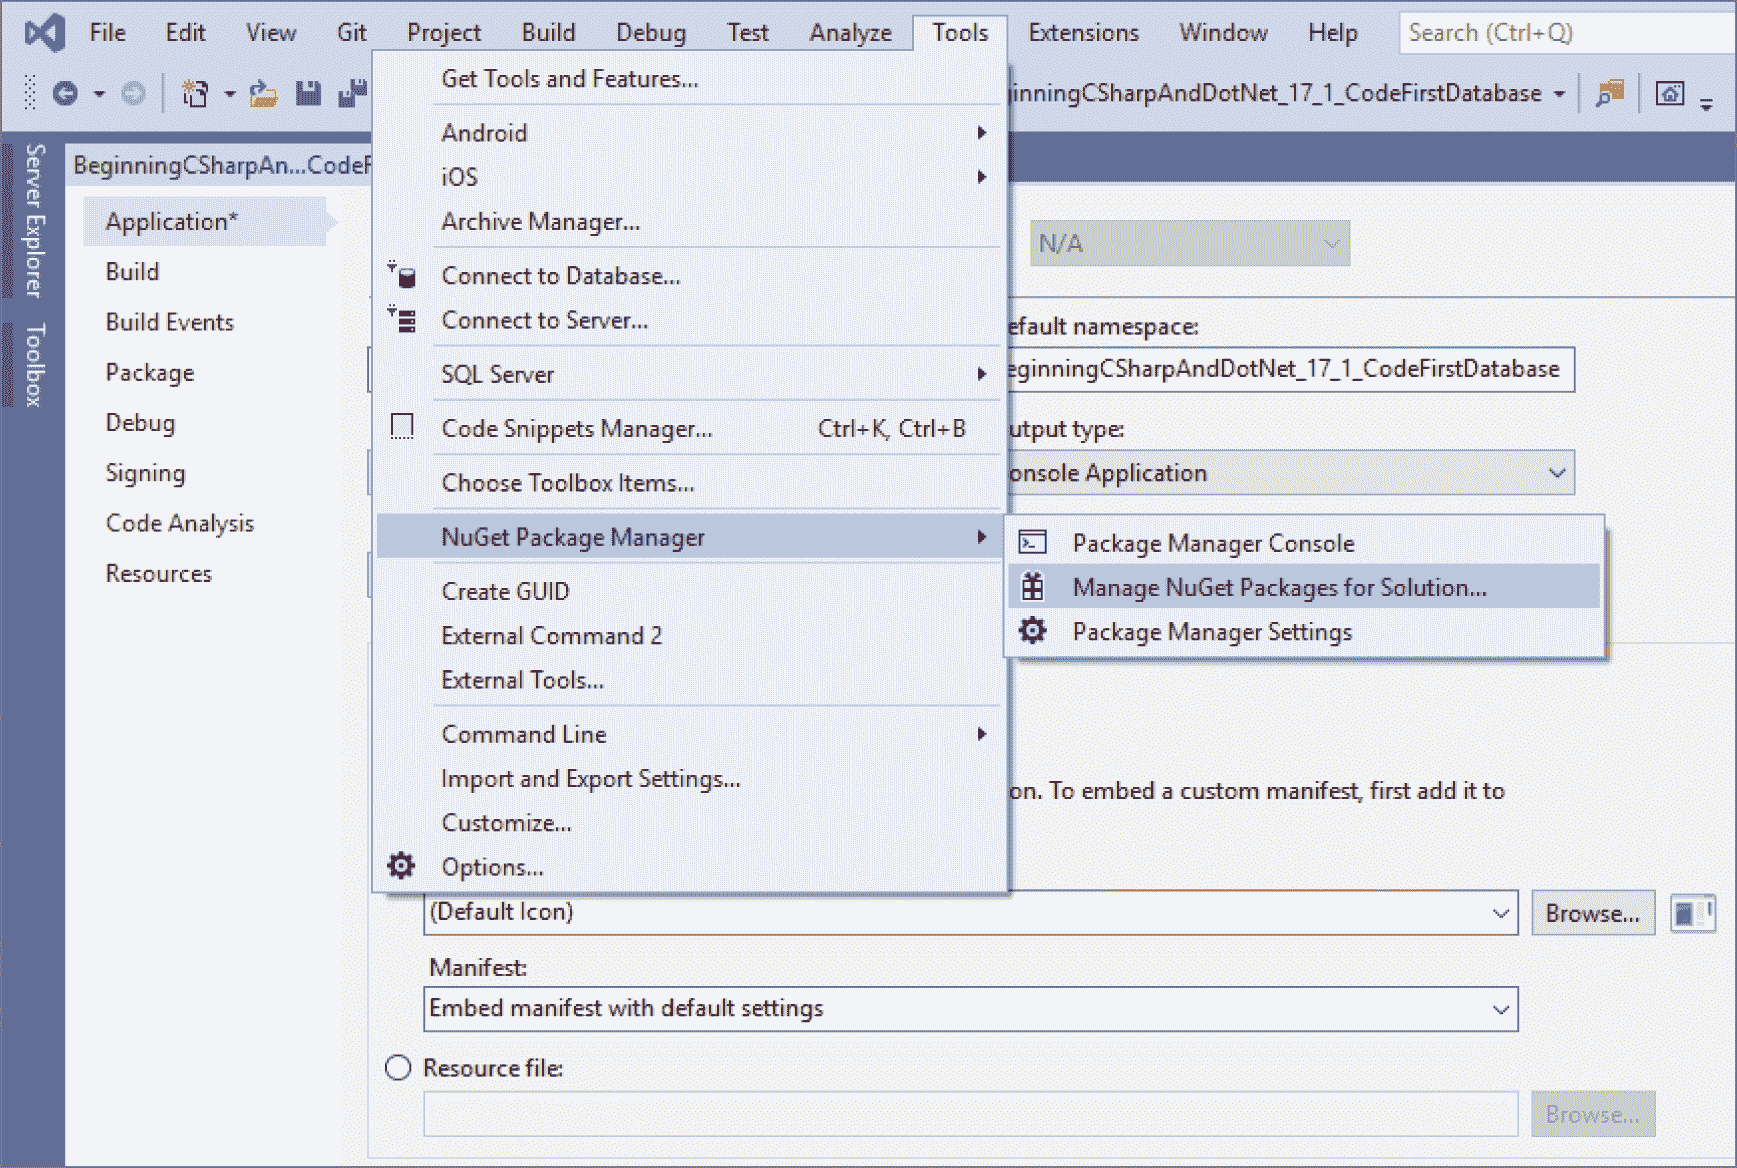 File Edit View Git Project Build Debug Test Analyze Tools Extensions Window Help Search (Ctrl+Q)
inningCSharpAndDotNet_17_1_CodeFirstDatabase
Server Explorer
Toolbox
BeginningCSharpAn...CodeF
Application*
Build
Build Events
Package
Debug
Signing
Code Analysis
Resources
Get Tools and Features...
Android
iOS
Archive Manager...
Connect to Database...
Connect to Server...
SQL Server
Code Snippets Manager... Ctrl+K, Ctrl+B
Choose Toolbox Items...
NuGet Package Manager
Create GUID
External Command 2
External Tools...
Command Line
Import and Export Settings...
Customize...
Options...
Package Manager Console
Manage NuGet Packages for Solution...
Package Manager Settings
N/A
efault namespace:
eginningCSharpAndDotNet_17_1_CodeFirstDatabase
utput type:
onsole Application
on. To embed a custom manifest, first add it to
(Default Icon) Browse...
Manifest:
Embed manifest with default settings
Resource file:
Browse...